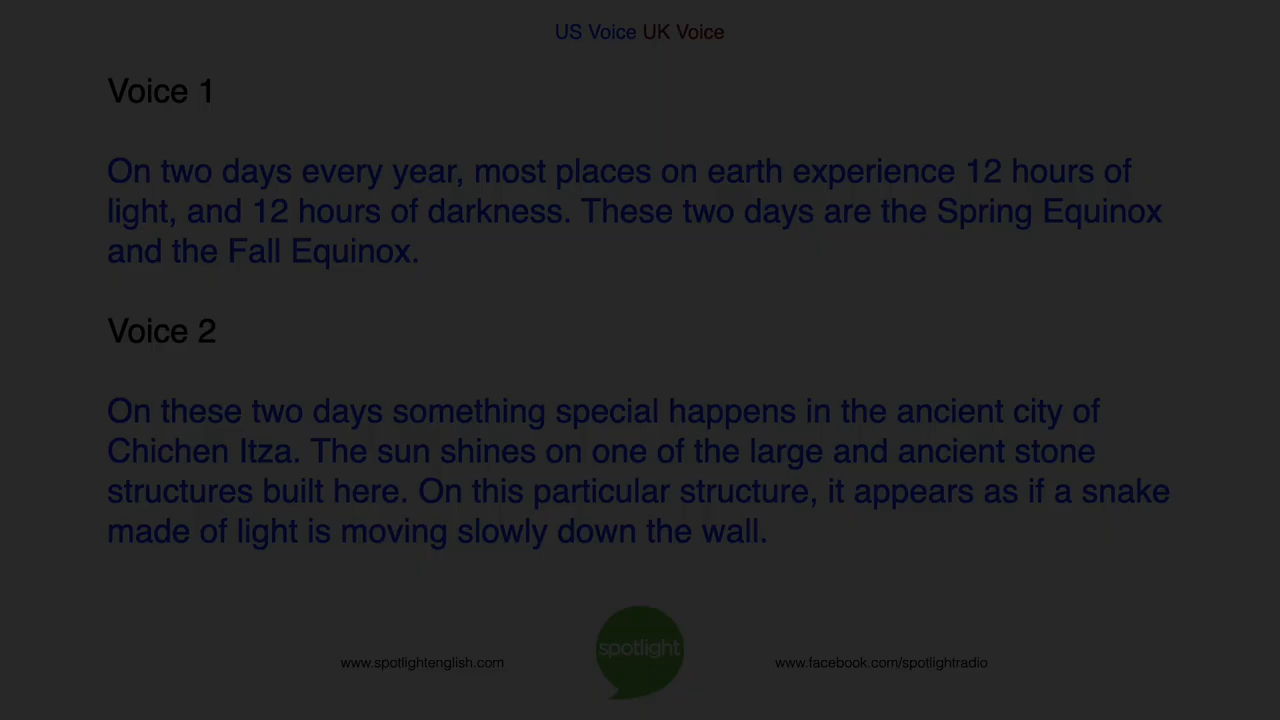 US Voice UK Voice
Voice 1
On two days every year, most places on earth experience 12 hours of
light, and 12 hours of darkness. These two days are the Spring Equinox
and the Fall Equinox.
Voice 2
On these two days something special happens in the ancient city of
Chichen Itza. The sun shines on one of the large and ancient stone
structures built here. On this particular structure, it appears as if a snake
made of light is moving slowly down the wall.
spotlight
www.spotlightenglish.com
www.facebook.com/spotlightradio